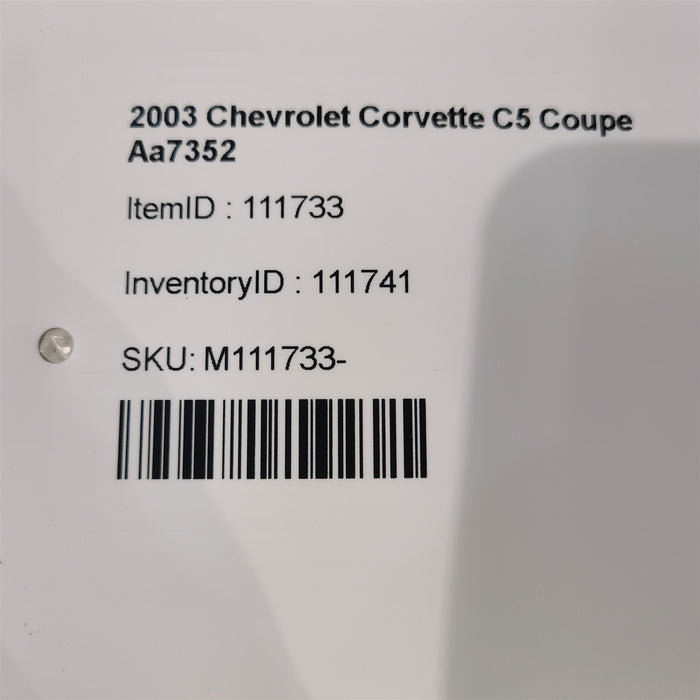 2003 Chevrolet Corvette C5 Coupe
Aa7352
ItemID : 111733
InventoryID : 111741
SKU: M111733-